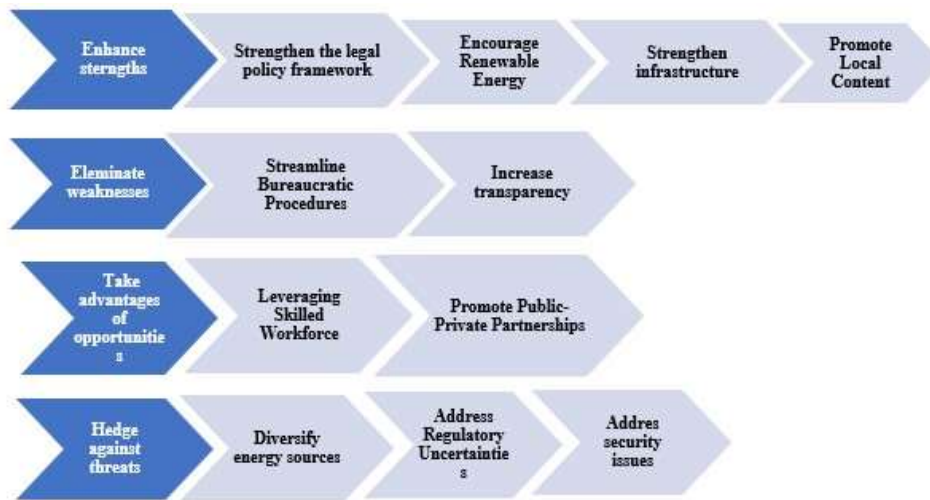 Enhance
sterngths
Strengthen the legal
policy framework
Encourage
Renewable
Energy
Strengthen
infrastructure
Promote
Local
Content
Eleminate
weaknesses
Streamline
Bureaucratic
Procedures
Increase
transparency
Take
advantages
of
opportunitie
s
Leveraging
Skilled
Workforce
Promote Public-
Private Partnerships
Hedge
against
threats
Diversify
energy sources
Address
Regulatory
Uncertaintie
s
Addres
security
issues